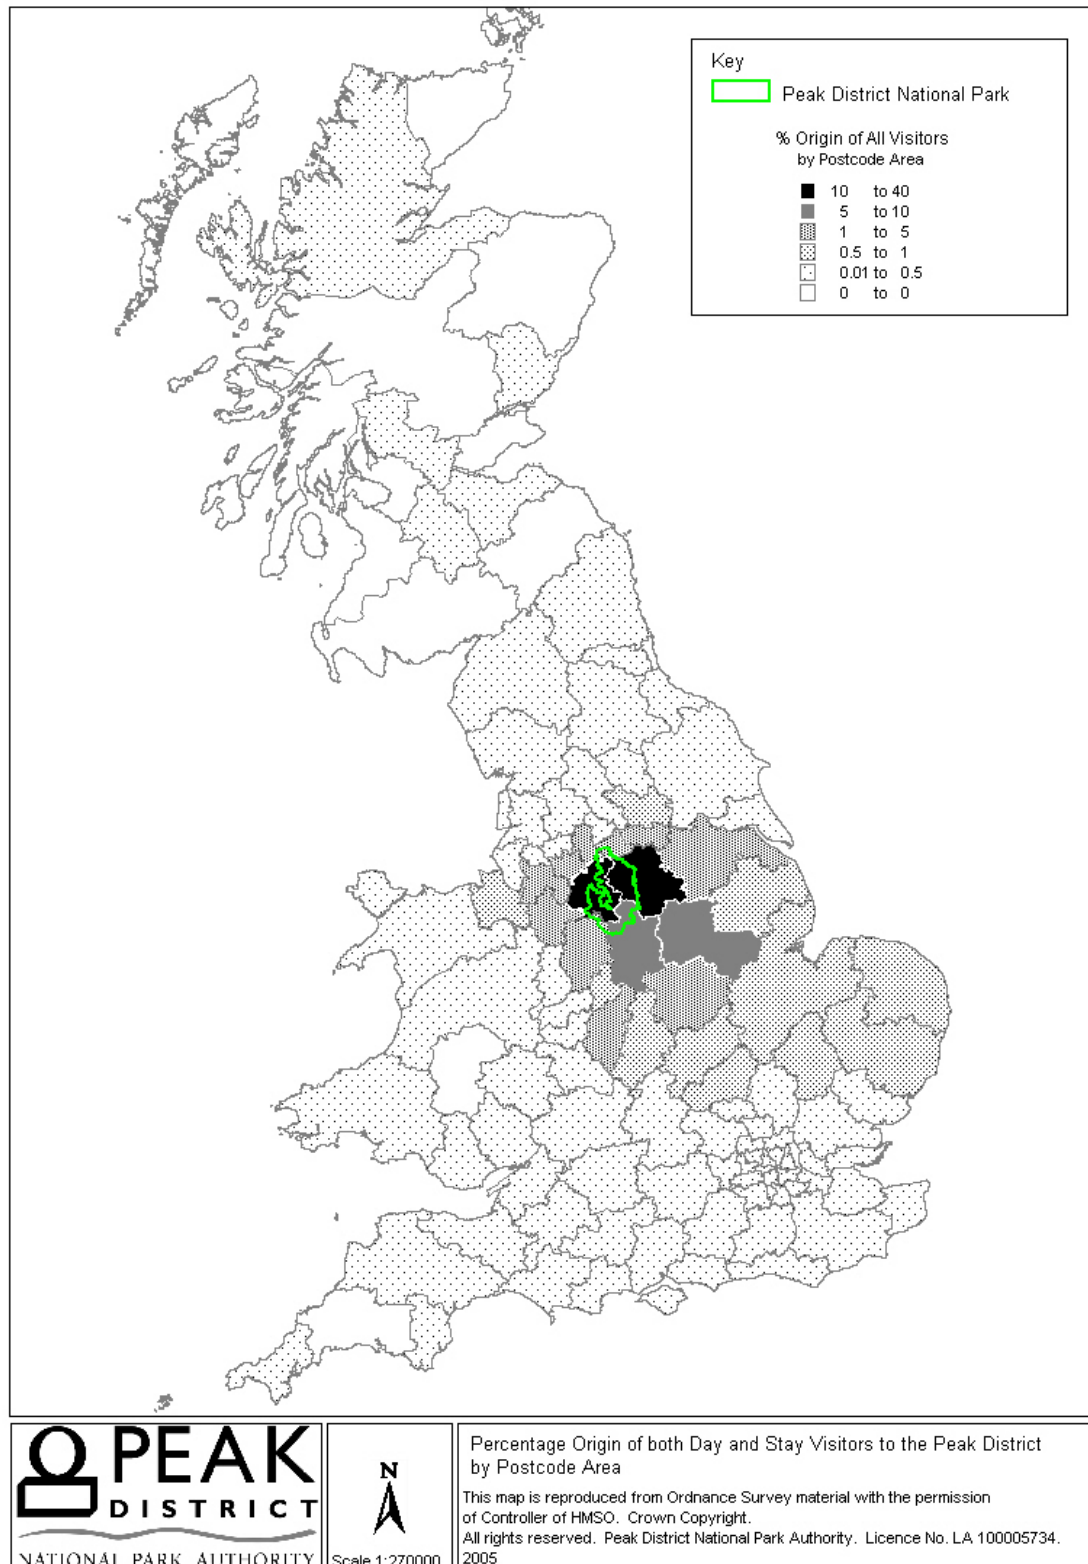 Key
Peak District National Park
% Origin of All Visitors
by Postcode Area
10 to 40
5 to 10
1 to 5
0.5 to 1
0.01 to 0.5
0 to 0
PEAK
DISTRICT
NATIONAL PARK AUTHORITY
N
Scale 1:270000
Percentage Origin of both Day and Stay Visitors to the Peak District
by Postcode Area
This map is reproduced from Ordnance Survey material with the permission
of Controller of HMSO. Crown Copyright.
All rights reserved. Peak District National Park Authority. Licence No. LA 100005734.
2005